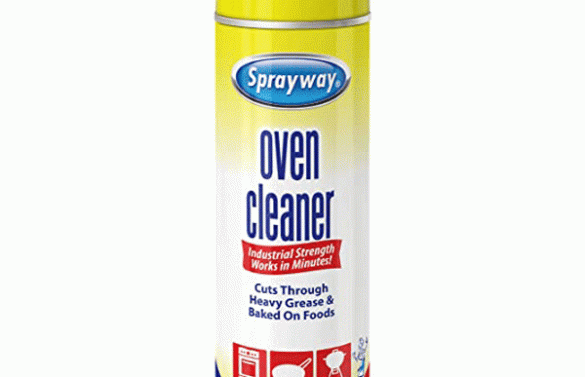 Sprayway®
oven
cleaner
Industrial Strength
Works in Minutes!
Cuts Through
Heavy Grease &
Baked On Foods